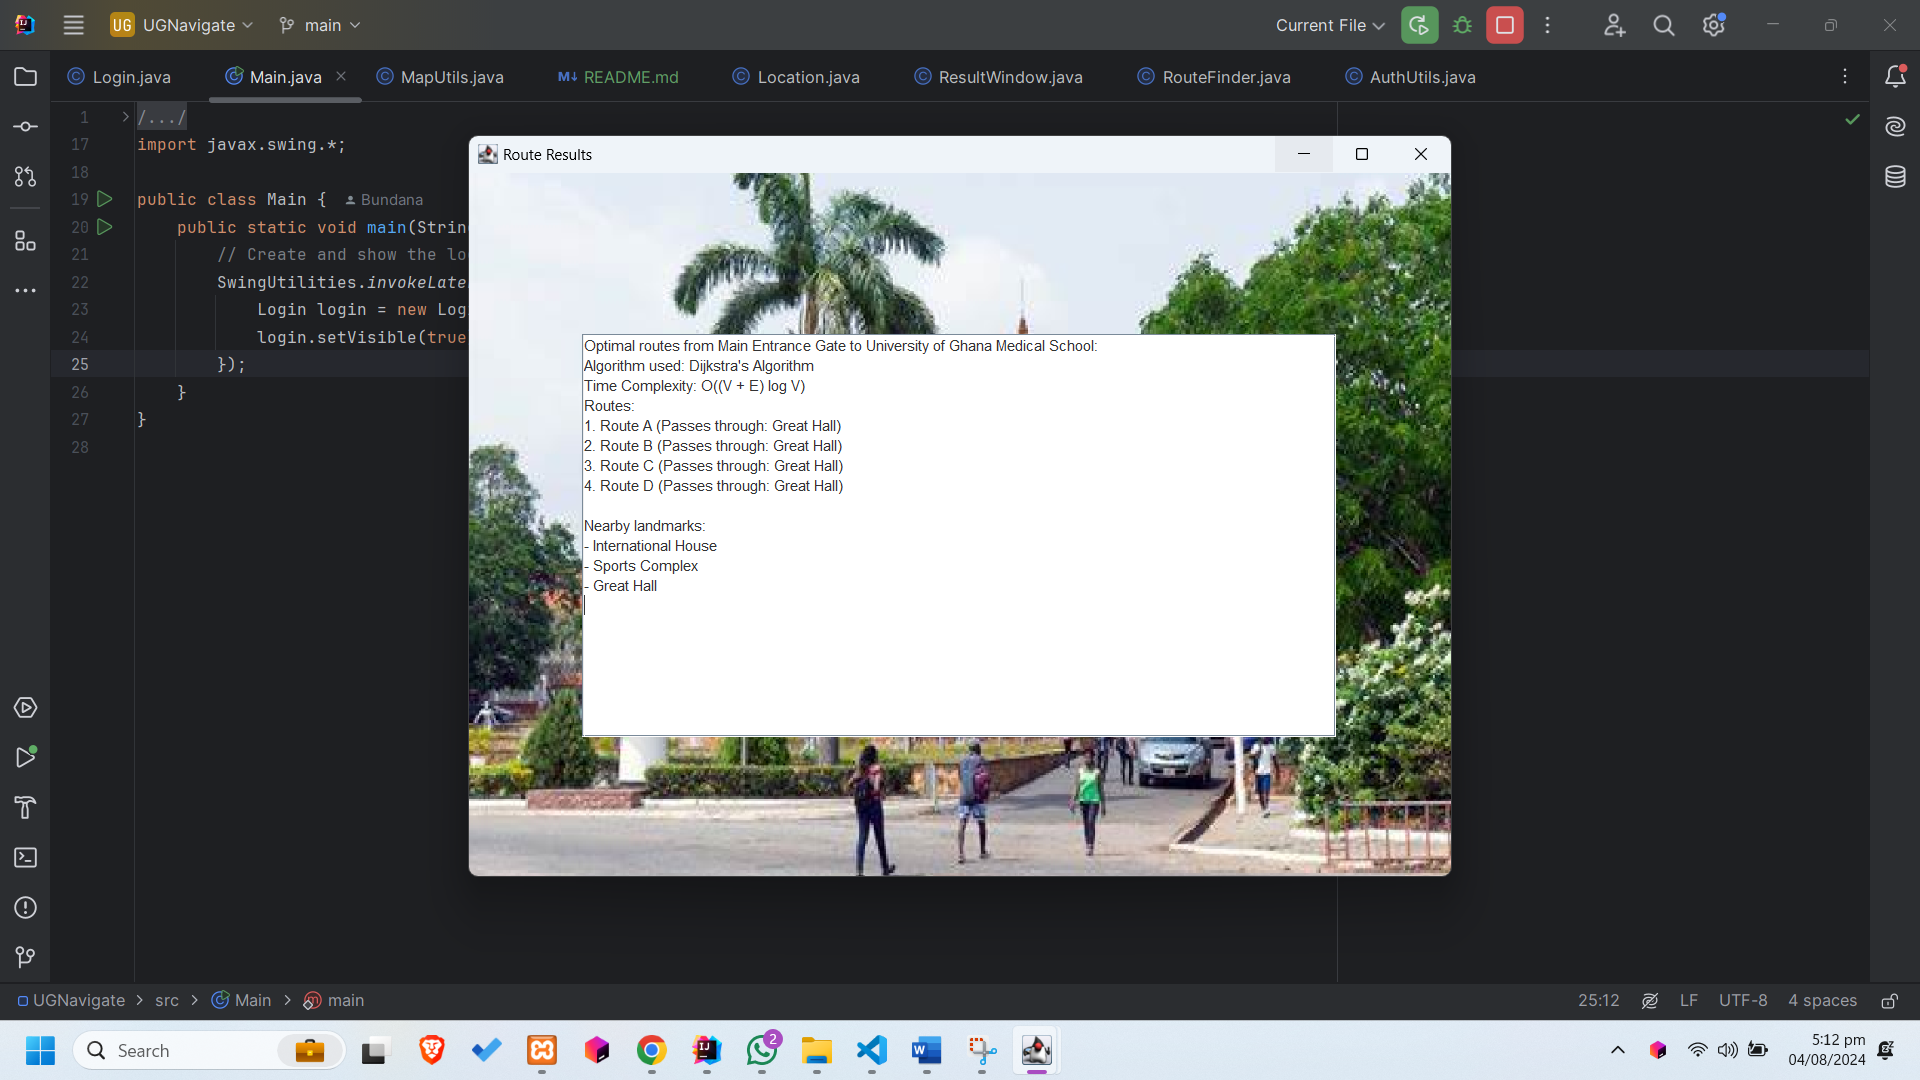 UG UGNavigate main Current File
Login.java Main.java MapUtils.java M↓ README.md Location.java ResultWindow.java RouteFinder.java AuthUtils.java
1 /.../
17 import javax.swing.*;
18
19 public class Main { Bundana
20 public static void main(String
21 // Create and show the lo
22 SwingUtilities.invokeLate
23 Login login = new Log
24 login.setVisible(true
25 });
26 }
27 }
28
Route Results
Optimal routes from Main Entrance Gate to University of Ghana Medical School:
Algorithm used: Dijkstra's Algorithm
Time Complexity: O((V + E) log V)
Routes:
1. Route A (Passes through: Great Hall)
2. Route B (Passes through: Great Hall)
3. Route C (Passes through: Great Hall)
4. Route D (Passes through: Great Hall)
Nearby landmarks:
- International House
- Sports Complex
- Great Hall
UGNavigate > src > Main > main 25:12 LF UTF-8 4 spaces
Search 2 5:12 pm
04/08/2024